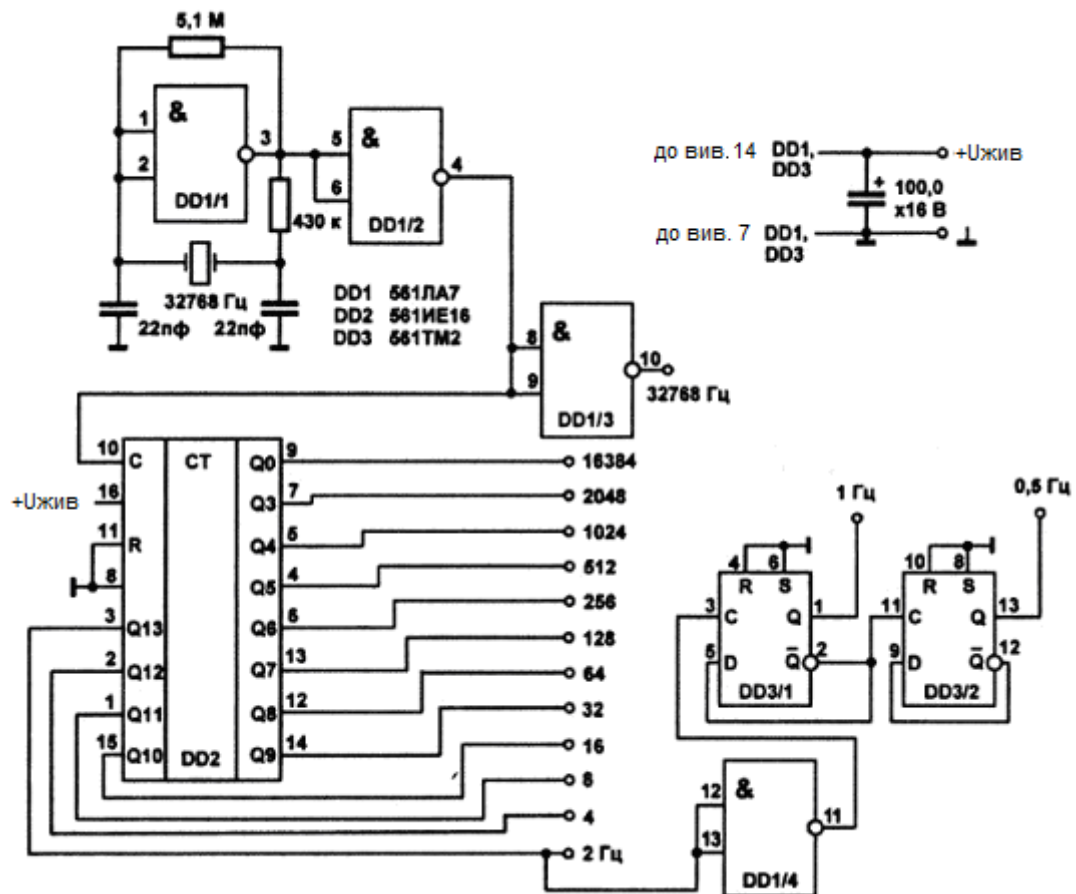 5,1 М
1
2
&
3
DD1/1
5
6
&
4
DD1/2
430 к
32768 Гц
22пф
22пф
DD1 561ЛА7
DD2 561ИЕ16
DD3 561ТМ2
до вив. 14 DD1, DD3
+Uжив
+ 100,0
х16 В
до вив. 7 DD1, DD3
8
9
&
10
DD1/3
32768 Гц
10 C
CT
Q0 9
16384
+Uжив 16
Q3 7
2048
11 R
Q4 5
1024
8
Q5 4
512
3 Q13
Q6 6
256
2 Q12
Q7 13
128
1 Q11
Q8 12
64
15 Q10
DD2
Q9 14
32
16
8
4
2 Гц
1 Гц
0,5 Гц
4 6
R S
3 C
Q 1
5 D
Q̅ 2
DD3/1
10 8
R S
11 C
Q 13
9 D
Q̅ 12
DD3/2
12
13
&
11
DD1/4